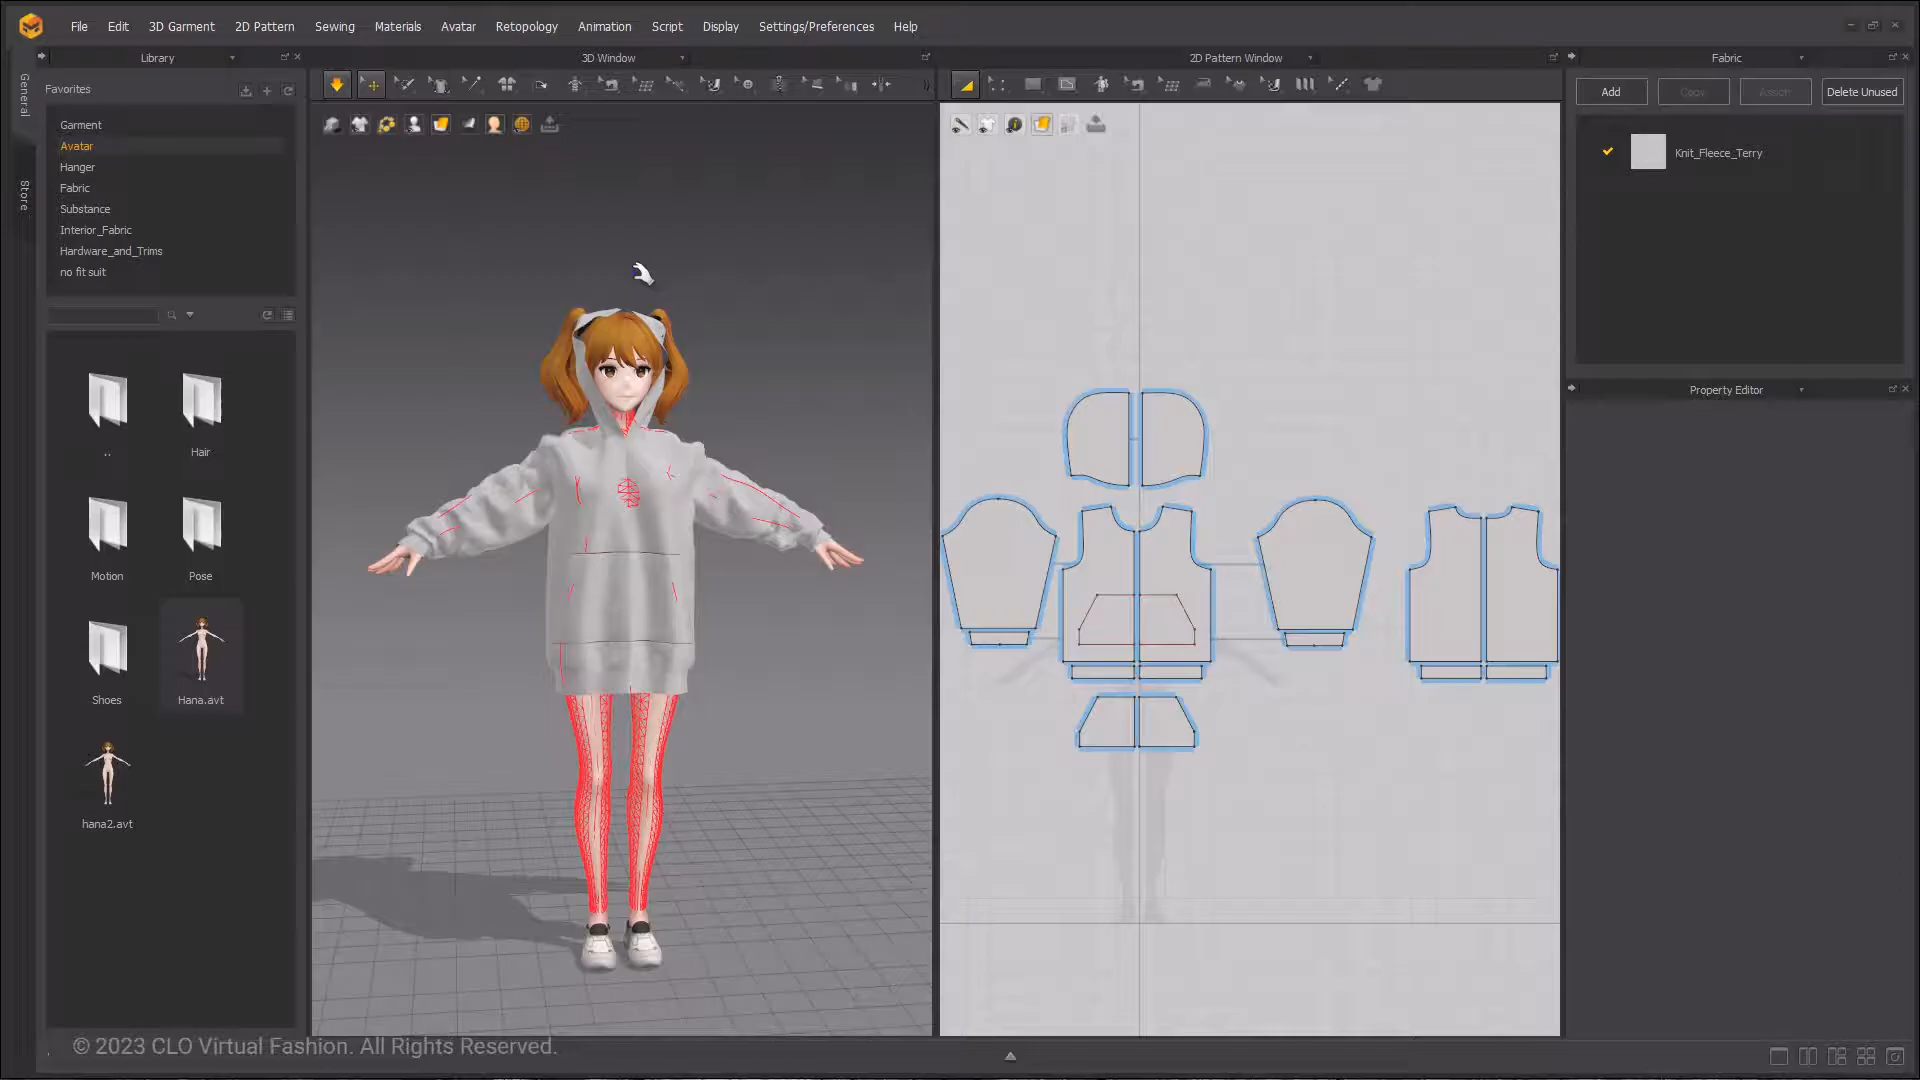 File Edit 3D Garment 2D Pattern Sewing Materials Avatar Retopology Animation Script Display Settings/Preferences Help
Library
3D Window
2D Pattern Window
Fabric
General
Store
Favorites
Garment
Avatar
Hanger
Fabric
Substance
Interior_Fabric
Hardware_and_Trims
no fit suit
..
Hair
Motion
Pose
Shoes
Hana.avt
hana2.avt
Add Copy Assign Delete Unused
Knit_Fleece_Terry
Property Editor
© 2023 CLO Virtual Fashion. All Rights Reserved.